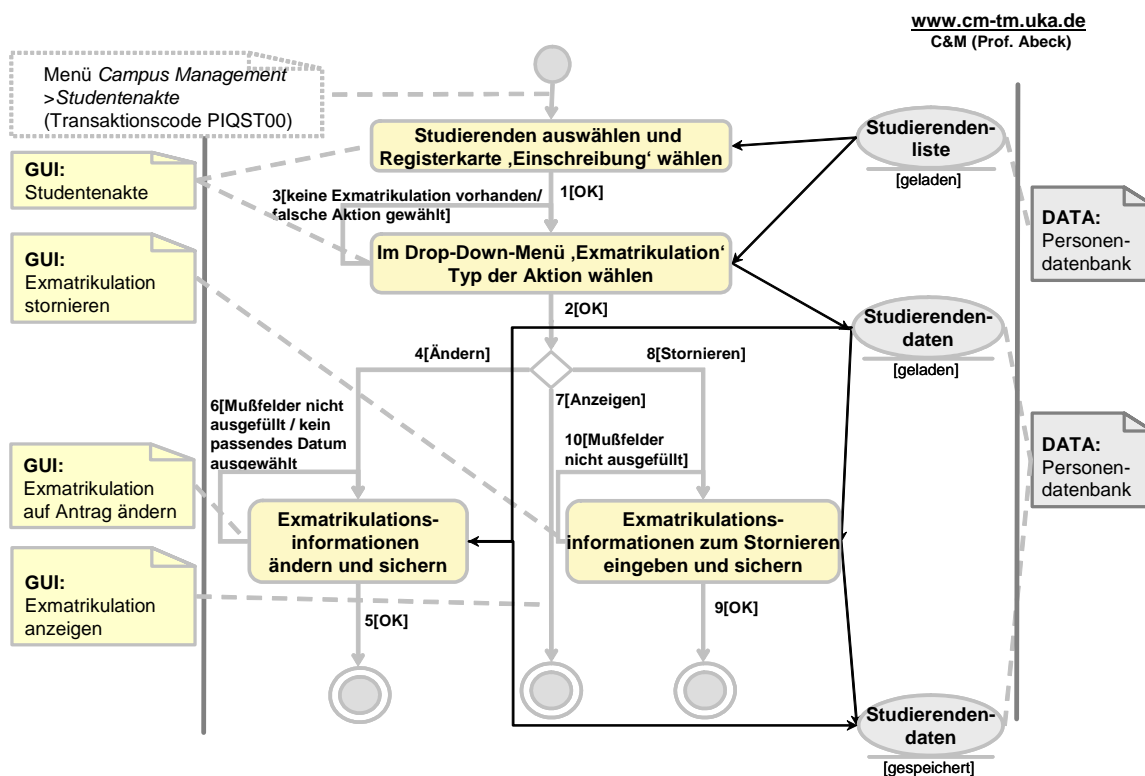 www.cm-tm.uka.de
C&M (Prof. Abeck)
Menü Campus Management
>Studentenakte
(Transaktionscode PIQST00)
Studierenden auswählen und
Registerkarte ‚Einschreibung‘ wählen
Studierenden-
liste
[geladen]
GUI:
Studentenakte
3[keine Exmatrikulation vorhanden/
falsche Aktion gewählt]
1[OK]
DATA:
Personen-
datenbank
GUI:
Exmatrikulation
stornieren
Im Drop-Down-Menü ‚Exmatrikulation‘
Typ der Aktion wählen
2[OK]
Studierenden-
daten
[geladen]
4[Ändern]
8[Stornieren]
7[Anzeigen]
6[Mußfelder nicht
ausgefüllt / kein
passendes Datum
ausgewählt
10[Mußfelder
nicht ausgefüllt]
DATA:
Personen-
datenbank
GUI:
Exmatrikulation
auf Antrag ändern
Exmatrikulations-
informationen
ändern und sichern
Exmatrikulations-
informationen zum Stornieren
eingeben und sichern
GUI:
Exmatrikulation
anzeigen
5[OK]
9[OK]
Studierenden-
daten
[gespeichert]